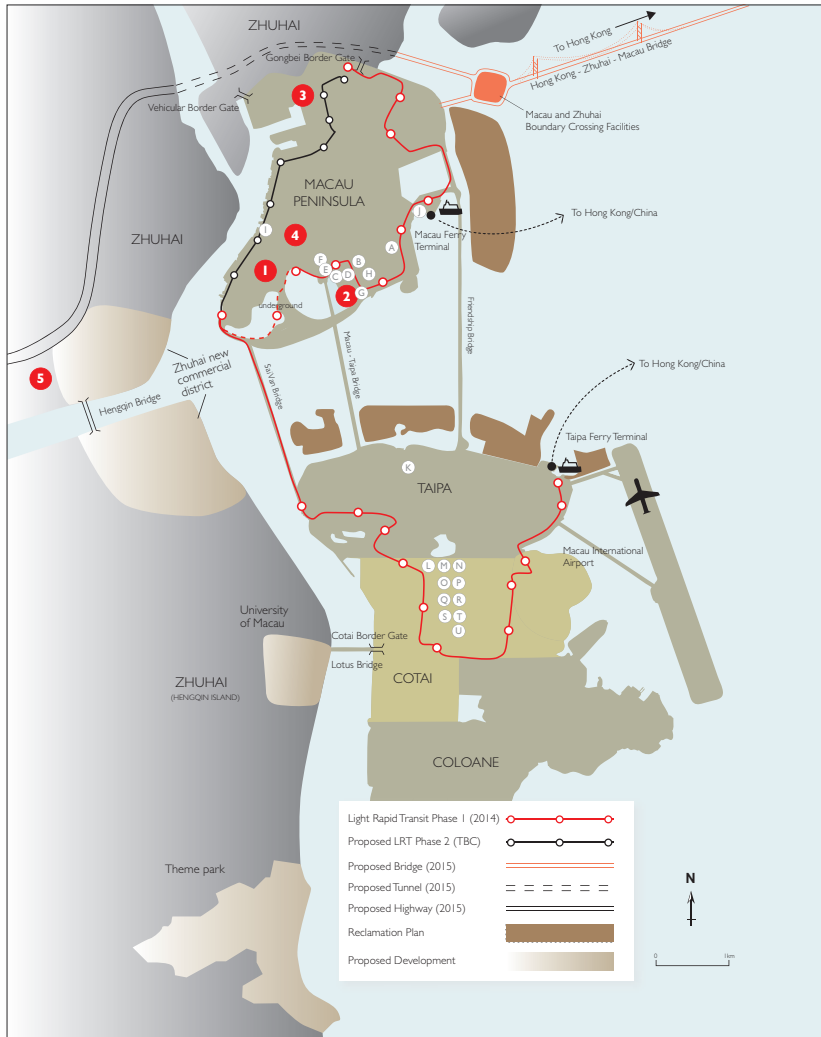 ZHUHAI
To Hong Kong
Gongbei Border Gate
Hong Kong - Zhuhai - Macau Bridge
3
Vehicular Border Gate
Macau and Zhuhai
Boundary Crossing Facilities
MACAU
PENINSULA
J
To Hong Kong/China
I
4
ZHUHAI
Macau Ferry
Terminal
A
F
B
1
E
C
D
H
2
G
underground
Friendship Bridge
Macau - Taipa Bridge
Sai Van Bridge
Zhuhai new
commercial
district
5
To Hong Kong/China
Hengqin Bridge
Taipa Ferry Terminal
K
TAIPA
Macau International
Airport
L M N
O P
Q R
S T
U
University
of Macau
Cotai Border Gate
Lotus Bridge
ZHUHAI
(HENGQIN ISLAND)
COTAI
COLOANE
Theme park
Light Rapid Transit Phase 1 (2014)
Proposed LRT Phase 2 (TBC)
Proposed Bridge (2015)
Proposed Tunnel (2015)
Proposed Highway (2015)
Reclamation Plan
Proposed Development
N
0 1km